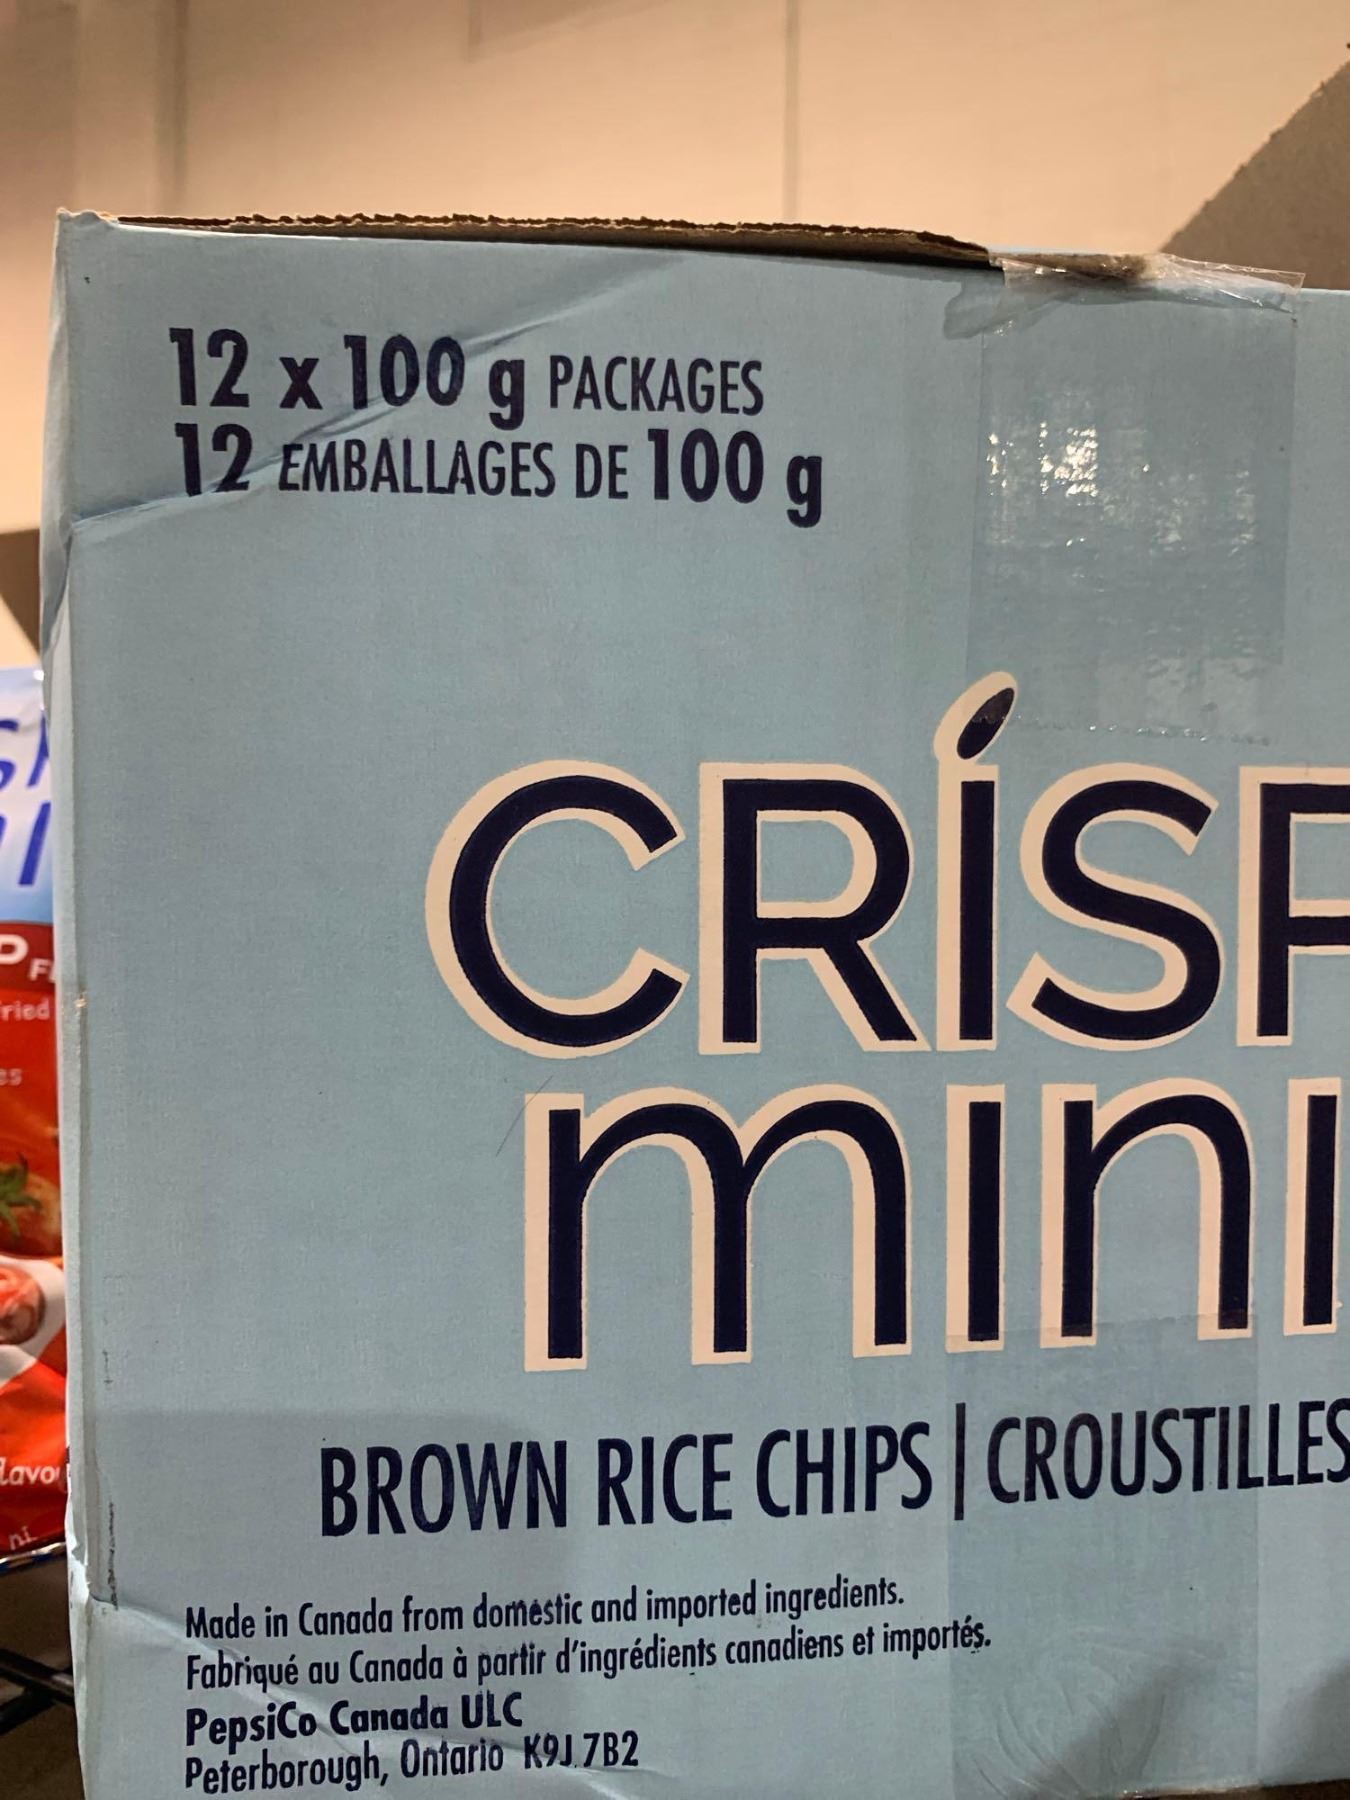 12 x 100 g PACKAGES
12 EMBALLAGES DE 100 g
CRISP
mini
BROWN RICE CHIPS | CROUSTILLES
Made in Canada from domestic and imported ingredients.
Fabriqué au Canada à partir d'ingrédients canadiens et importés.
PepsiCo Canada ULC
Peterborough, Ontario K9J 7B2